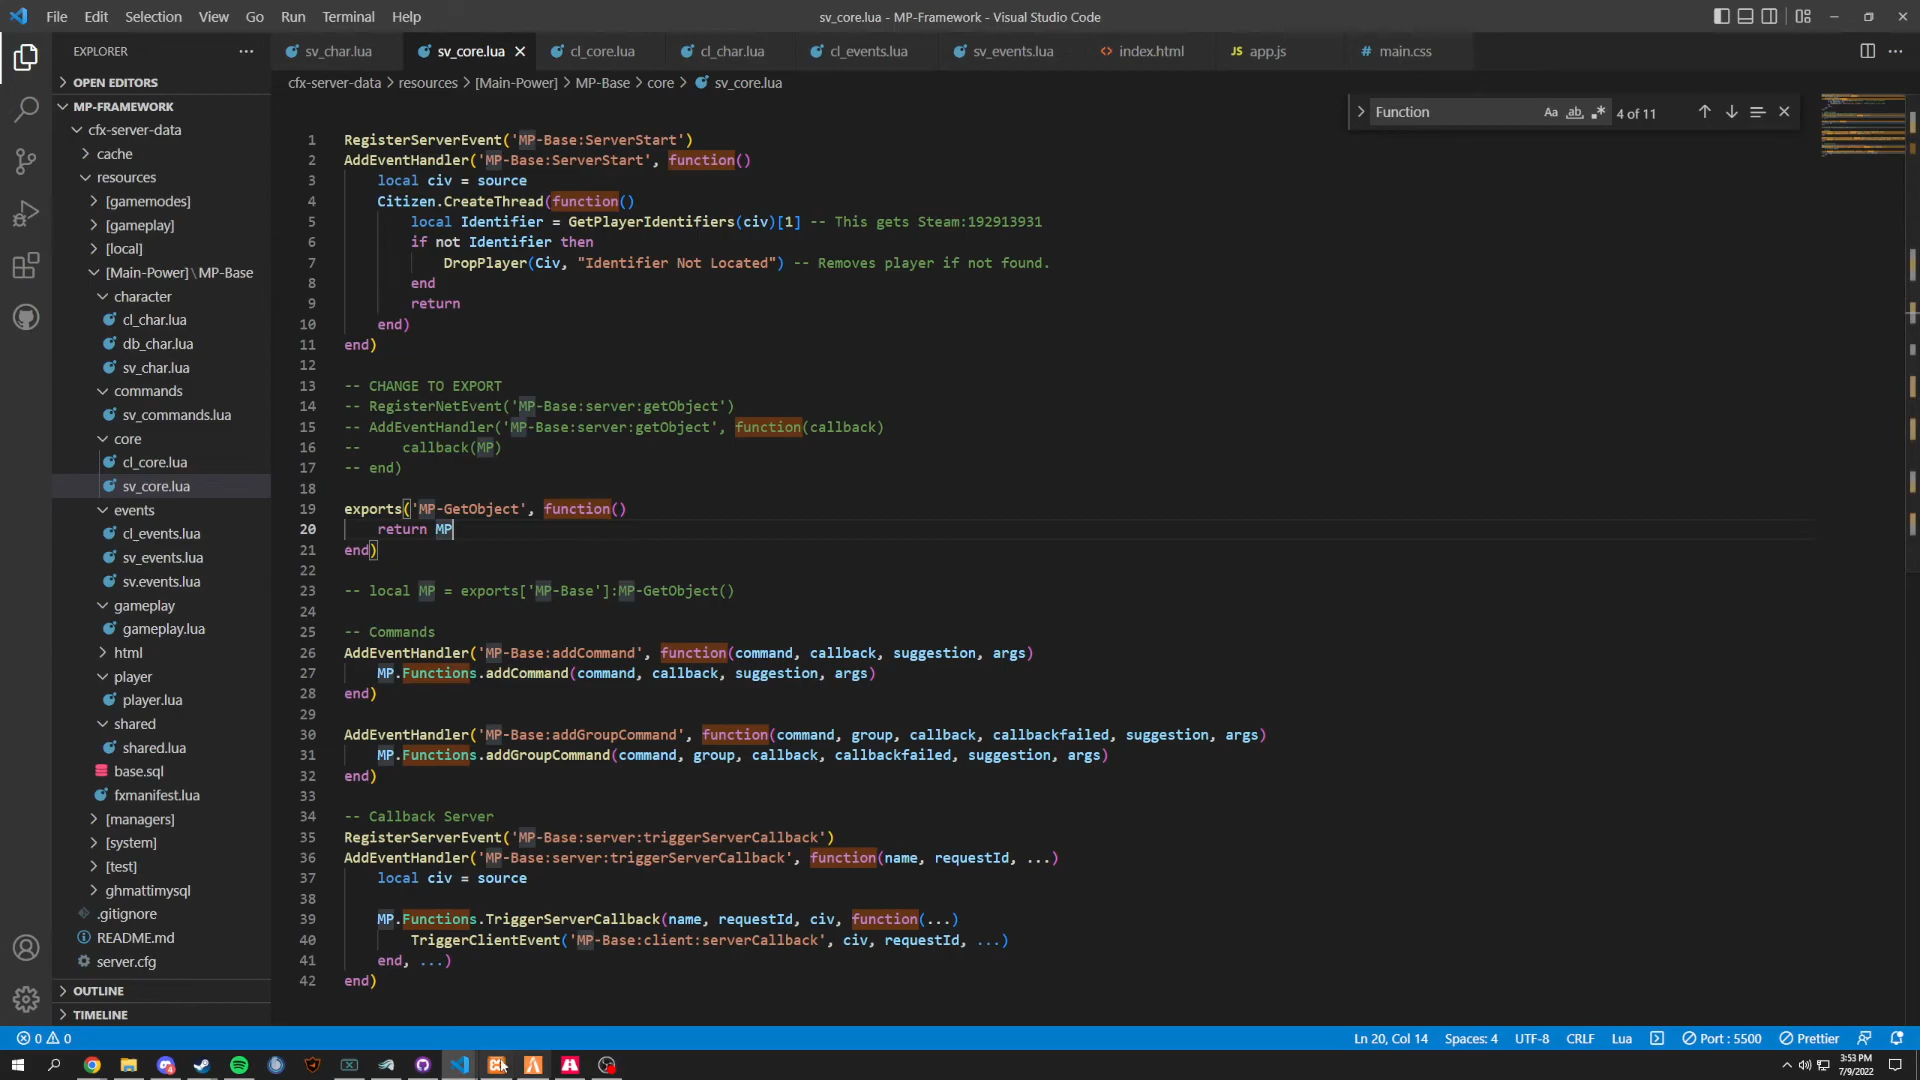 File Edit Selection View Go Run Terminal Help
sv_core.lua - MP-Framework - Visual Studio Code
EXPLORER
sv_char.lua sv_core.lua cl_core.lua cl_char.lua cl_events.lua sv_events.lua index.html JS app.js # main.css
cfx-server-data > resources > [Main-Power] > MP-Base > core > sv_core.lua
Function Aa ab .* 4 of 11
OPEN EDITORS
MP-FRAMEWORK
cfx-server-data
cache
resources
[gamemodes]
[gameplay]
[local]
[Main-Power] \ MP-Base
character
cl_char.lua
db_char.lua
sv_char.lua
commands
sv_commands.lua
core
cl_core.lua
sv_core.lua
events
cl_events.lua
sv_events.lua
sv.events.lua
gameplay
gameplay.lua
html
player
player.lua
shared
shared.lua
base.sql
fxmanifest.lua
[managers]
[system]
[test]
ghmattimysql
.gitignore
README.md
server.cfg
OUTLINE
TIMELINE
1 RegisterServerEvent('MP-Base:ServerStart')
2 AddEventHandler('MP-Base:ServerStart', function()
3 local civ = source
4 Citizen.CreateThread(function()
5 local Identifier = GetPlayerIdentifiers(civ)[1] -- This gets Steam:192913931
6 if not Identifier then
7 DropPlayer(Civ, "Identifier Not Located") -- Removes player if not found.
8 end
9 return
10 end)
11 end)
12
13 -- CHANGE TO EXPORT
14 -- RegisterNetEvent('MP-Base:server:getObject')
15 -- AddEventHandler('MP-Base:server:getObject', function(callback)
16 -- callback(MP)
17 -- end)
18
19 exports('MP-GetObject', function()
20 return MP
21 end)
22
23 -- local MP = exports['MP-Base']:MP-GetObject()
24
25 -- Commands
26 AddEventHandler('MP-Base:addCommand', function(command, callback, suggestion, args)
27 MP.Functions.addCommand(command, callback, suggestion, args)
28 end)
29
30 AddEventHandler('MP-Base:addGroupCommand', function(command, group, callback, callbackfailed, suggestion, args)
31 MP.Functions.addGroupCommand(command, group, callback, callbackfailed, suggestion, args)
32 end)
33
34 -- Callback Server
35 RegisterServerEvent('MP-Base:server:triggerServerCallback')
36 AddEventHandler('MP-Base:server:triggerServerCallback', function(name, requestId, ...)
37 local civ = source
38
39 MP.Functions.TriggerServerCallback(name, requestId, civ, function(...)
40 TriggerClientEvent('MP-Base:client:serverCallback', civ, requestId, ...)
41 end, ...)
42 end)
0 0
Ln 20, Col 14 Spaces: 4 UTF-8 CRLF Lua Port : 5500 Prettier
3:53 PM
7/9/2022